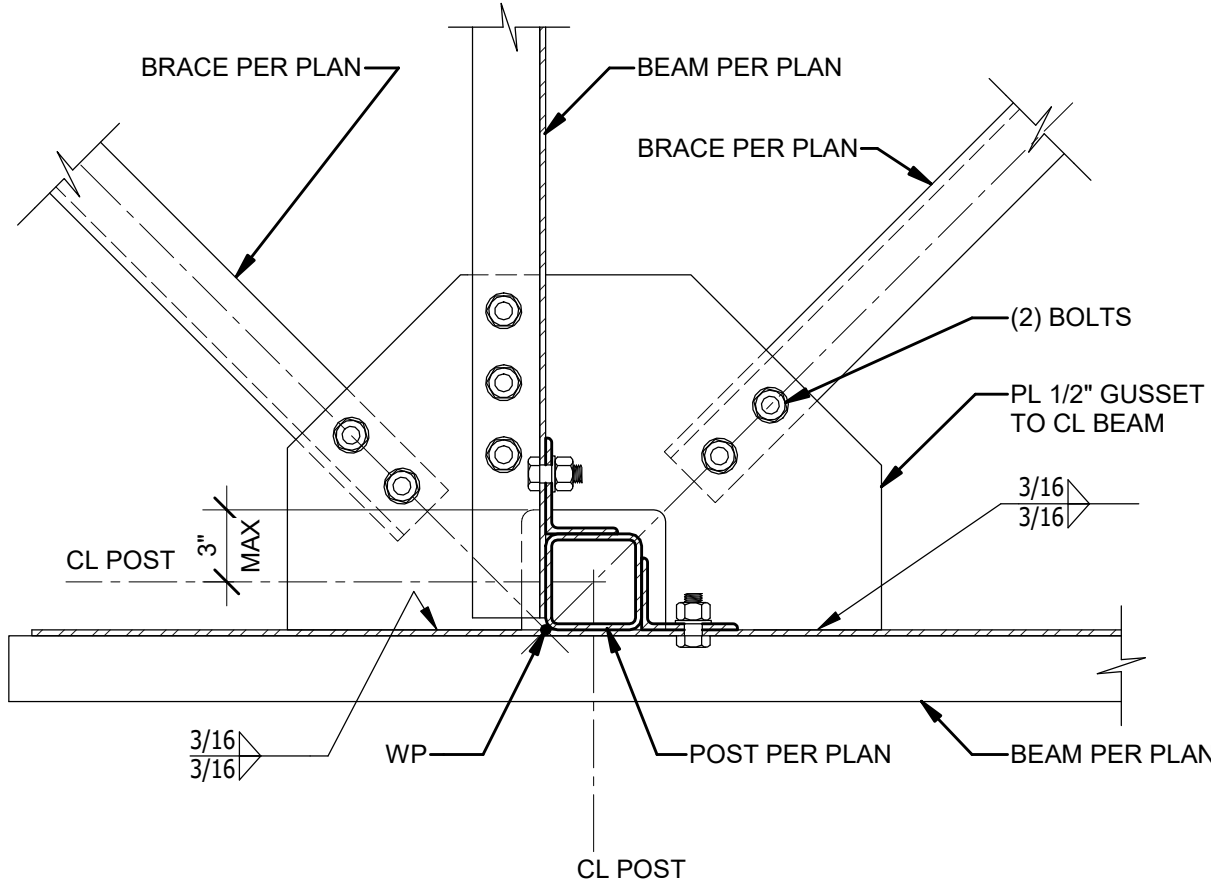 BRACE PER PLAN
BEAM PER PLAN
BRACE PER PLAN
(2) BOLTS
PL 1/2" GUSSET
TO CL BEAM
3/16
3/16
3"
MAX
CL POST
3/16
3/16
WP
POST PER PLAN
BEAM PER PLAN
CL POST